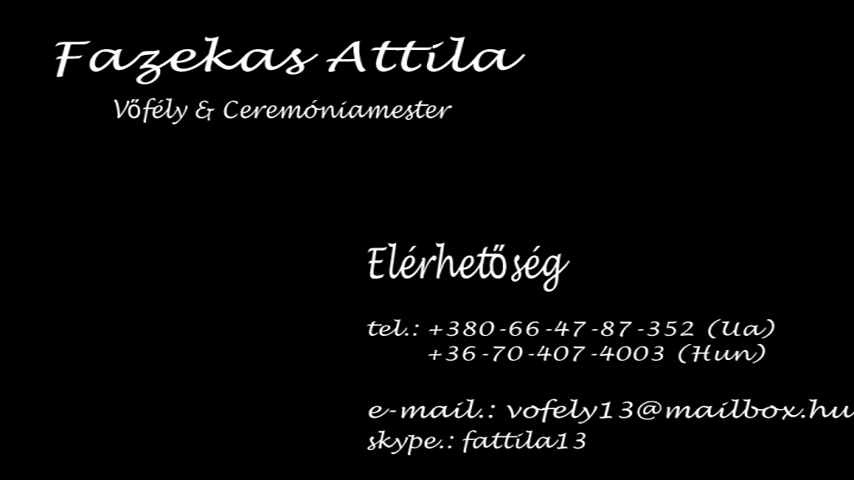 Fazekas Attila
Vőfély & Ceremóniamester
Elérhetőség
tel.: +380-66-47-87-352 (Ua)
+36-70-407-4003 (Hun)
e-mail.: vofely13@mailbox.hu
skype.: fattila13